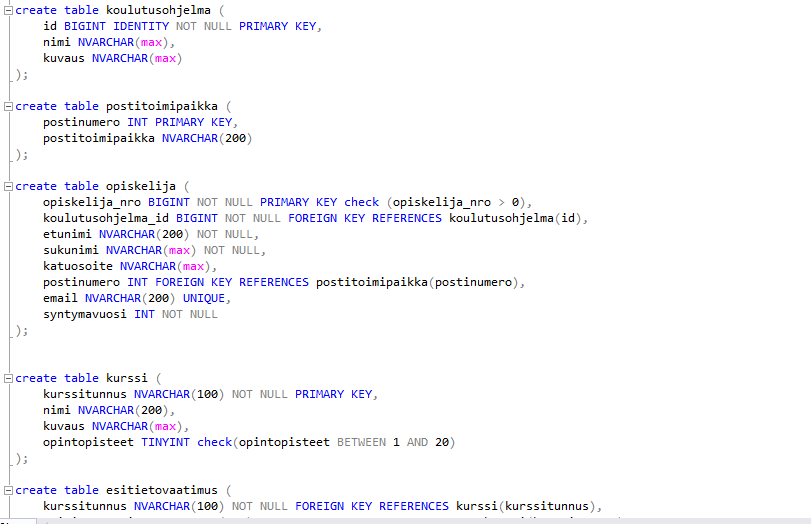 create table koulutusohjelma (
    id BIGINT IDENTITY NOT NULL PRIMARY KEY,
    nimi NVARCHAR(max),
    kuvaus NVARCHAR(max)
);

create table postitoimipaikka (
    postinumero INT PRIMARY KEY,
    postitoimipaikka NVARCHAR(200)
);

create table opiskelija (
    opiskelija_nro BIGINT NOT NULL PRIMARY KEY check (opiskelija_nro > 0),
    koulutusohjelma_id BIGINT NOT NULL FOREIGN KEY REFERENCES koulutusohjelma(id),
    etunimi NVARCHAR(200) NOT NULL,
    sukunimi NVARCHAR(max) NOT NULL,
    katuosoite NVARCHAR(max),
    postinumero INT FOREIGN KEY REFERENCES postitoimipaikka(postinumero),
    email NVARCHAR(200) UNIQUE,
    syntymavuosi INT NOT NULL
);

create table kurssi (
    kurssitunnus NVARCHAR(100) NOT NULL PRIMARY KEY,
    nimi NVARCHAR(200),
    kuvaus NVARCHAR(max),
    opintopisteet TINYINT check(opintopisteet BETWEEN 1 AND 20)
);

create table esitietovaatimus (
    kurssitunnus NVARCHAR(100) NOT NULL FOREIGN KEY REFERENCES kurssi(kurssitunnus),